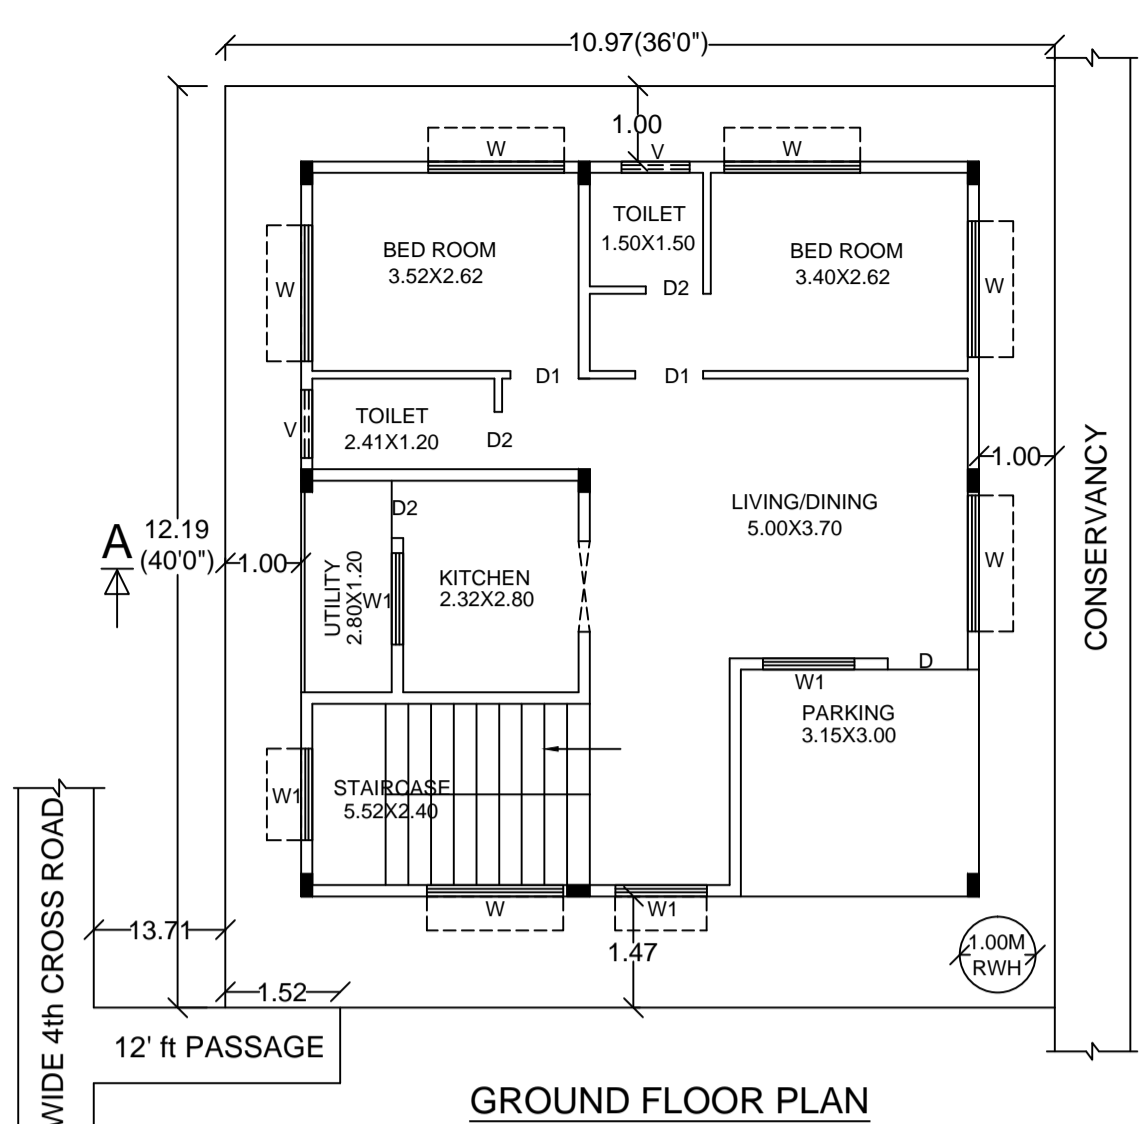 10.97(36'0")
1.00
W
V
W
TOILET
1.50X1.50
BED ROOM
3.52X2.62
BED ROOM
3.40X2.62
W
D2
W
D1
D1
TOILET
2.41X1.20
V
D2
1.00
CONSERVANCY
LIVING/DINING
5.00X3.70
D2
A
12.19
(40'0")
1.00
UTILITY
2.80X1.20
W1
KITCHEN
2.32X2.80
W
D
W1
PARKING
3.15X3.00
STAIRCASE
5.52X2.40
W1
W
W1
13.71
1.47
1.00M
RWH
1.52
WIDE 4th CROSS ROAD
12' ft PASSAGE
GROUND FLOOR PLAN